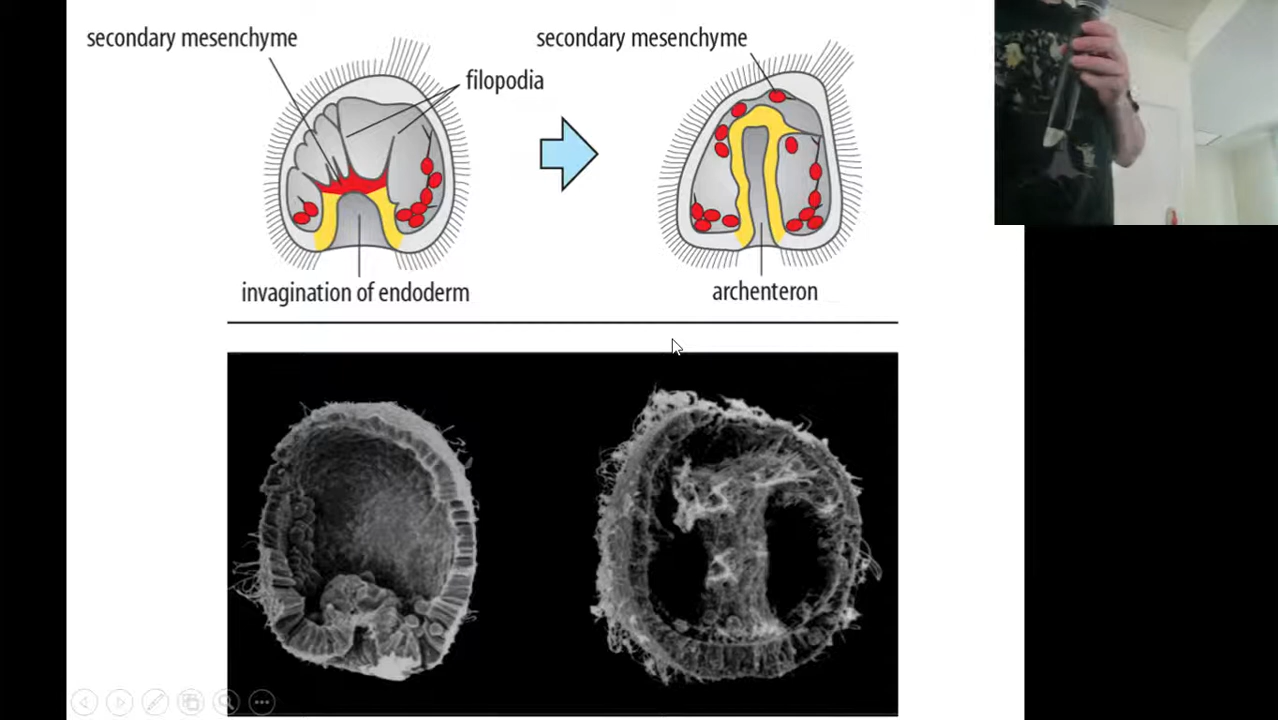 secondary mesenchyme
secondary mesenchyme
filopodia
invagination of endoderm
archenteron